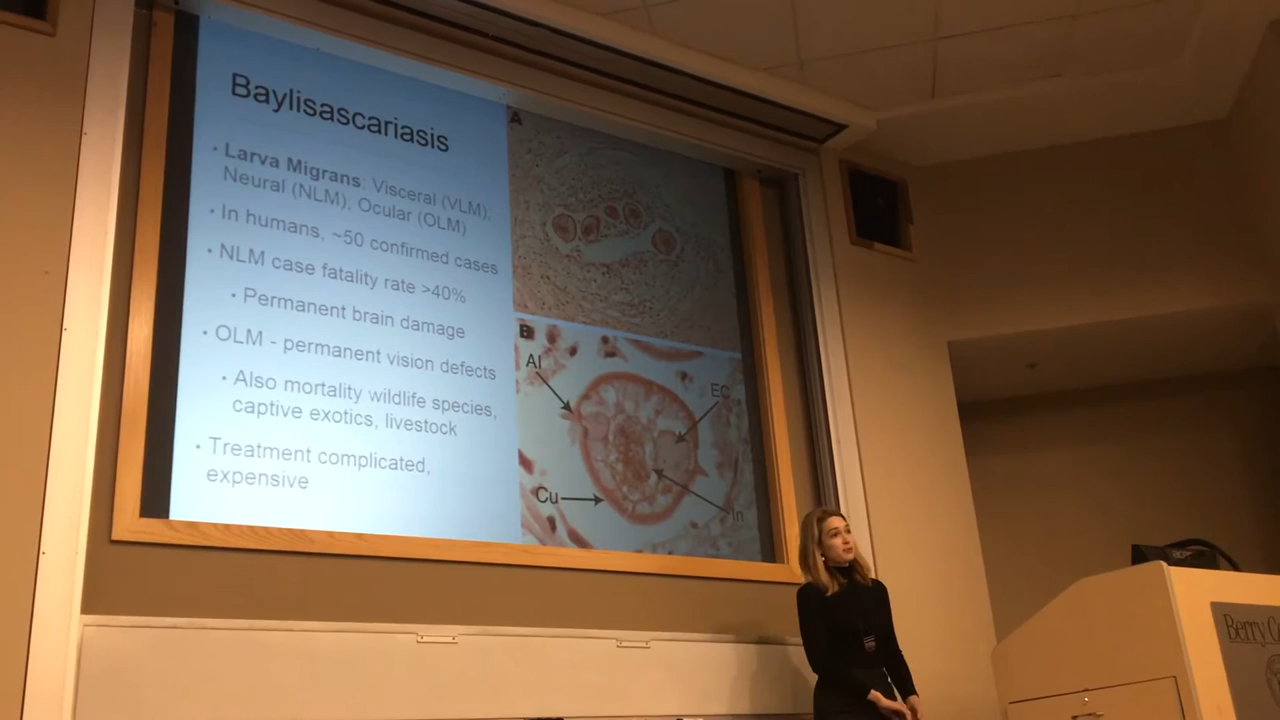 Baylisascariasis
• Larva Migrans: Visceral (VLM);
Neural (NLM); Ocular (OLM)
• In humans, ~50 confirmed cases
• NLM case fatality rate >40%
• Permanent brain damage
• OLM - permanent vision defects
• Also mortality wildlife species,
captive exotics, livestock
• Treatment complicated,
expensive
A
B
Al
EC
Cu
In
Berry